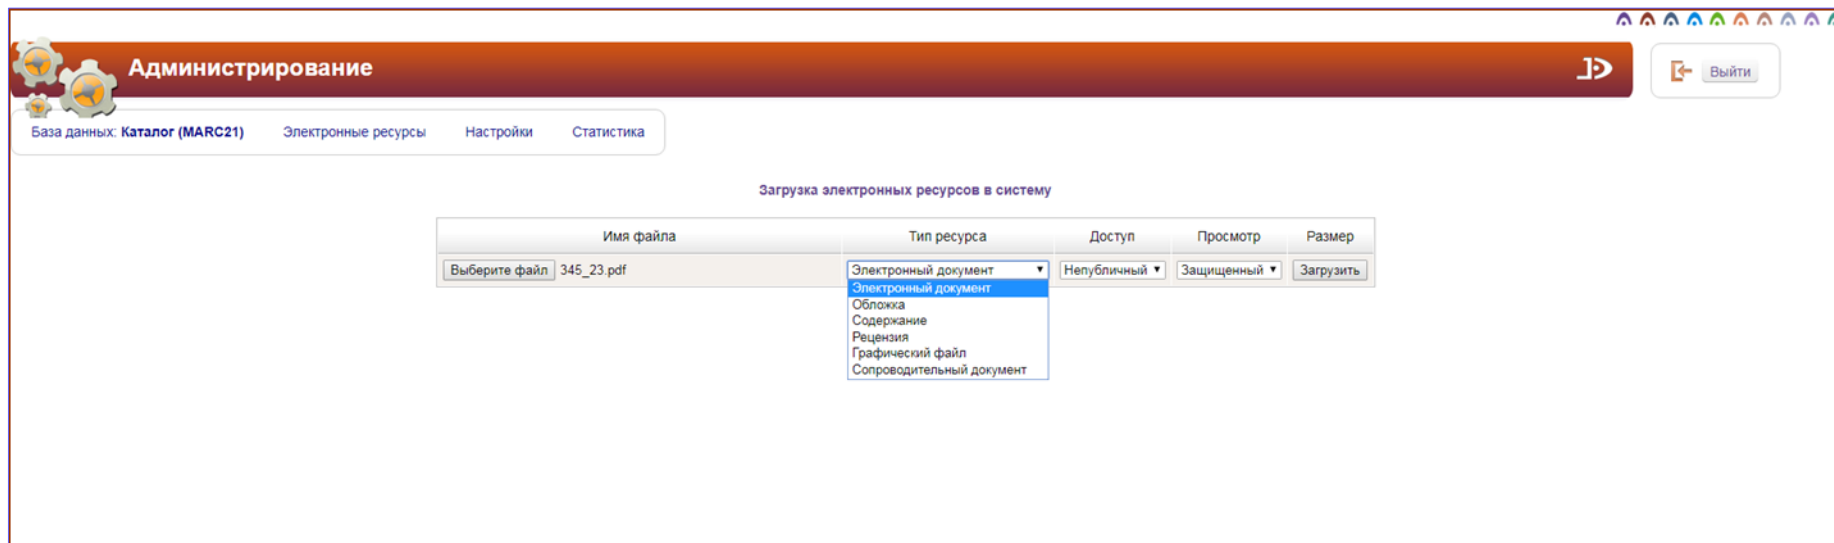 Администрирование
Выйти
База данных: Каталог (MARC21) Электронные ресурсы Настройки Статистика
Загрузка электронных ресурсов в систему
Имя файла Тип ресурса Доступ Просмотр Размер
Выберите файл 345_23.pdf Электронный документ Непубличный Защищенный Загрузить
Электронный документ
Обложка
Содержание
Рецензия
Графический файл
Сопроводительный документ